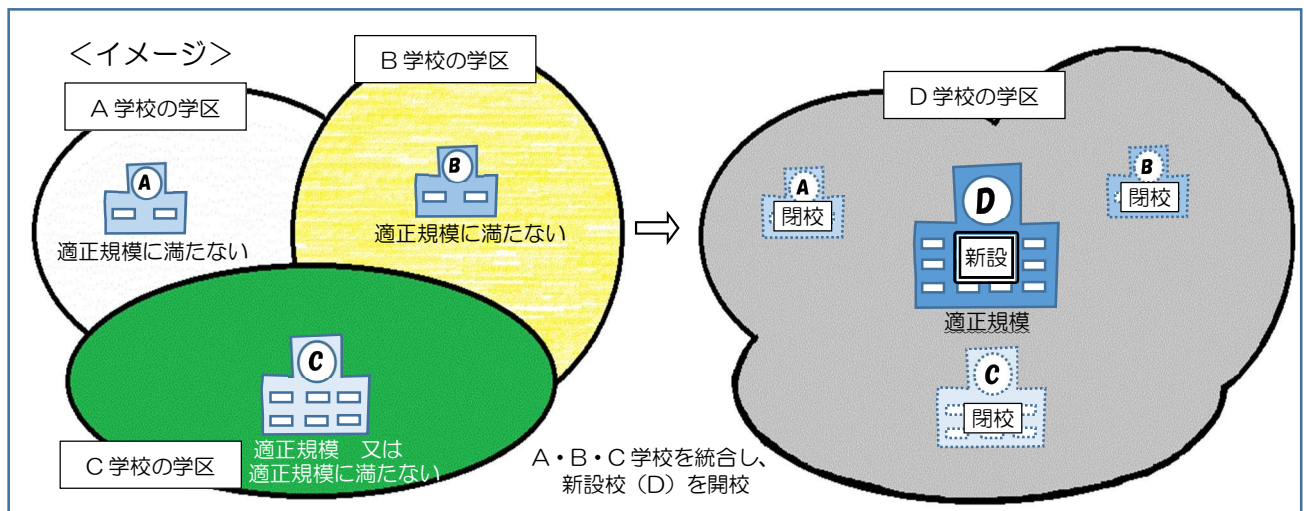 <イメージ>
A学校の学区
B学校の学区
A
適正規模に満たない
B
適正規模に満たない
C
適正規模 又は
適正規模に満たない
C学校の学区
A・B・C学校を統合し、
新設校（D）を開校
D学校の学区
A
閉校
B
閉校
D
新設
適正規模
C
閉校